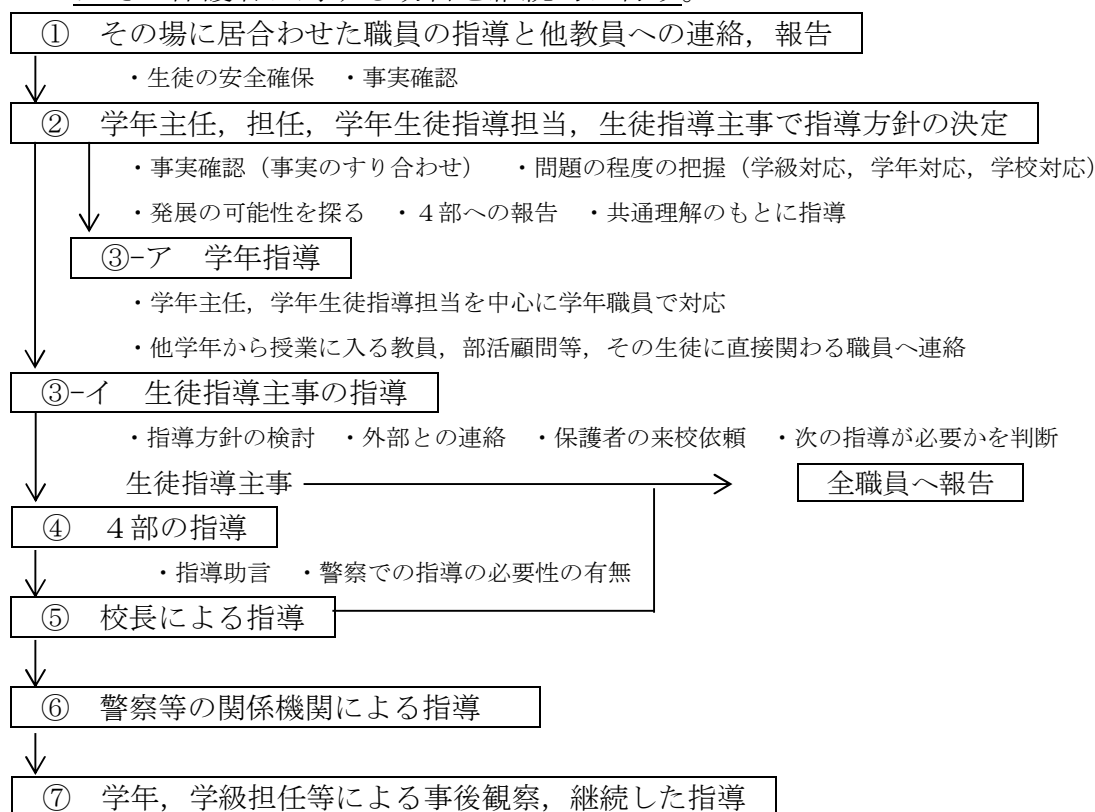 ① その場に居合わせた職員の指導と他教員への連絡，報告
・生徒の安全確保 ・事実確認
② 学年主任，担任，学年生徒指導担当，生徒指導主事で指導方針の決定
・事実確認（事実のすり合わせ） ・問題の程度の把握（学級対応，学年対応，学校対応）
・発展の可能性を探る ・４部への報告 ・共通理解のもとに指導
③-ア 学年指導
・学年主任，学年生徒指導担当を中心に学年職員で対応
・他学年から授業に入る教員，部活顧問等，その生徒に直接関わる職員へ連絡
③-イ 生徒指導主事の指導
・指導方針の検討 ・外部との連絡 ・保護者の来校依頼 ・次の指導が必要かを判断
生徒指導主事 全職員へ報告
④ ４部の指導
・指導助言 ・警察での指導の必要性の有無
⑤ 校長による指導
⑥ 警察等の関係機関による指導
⑦ 学年，学級担任等による事後観察，継続した指導